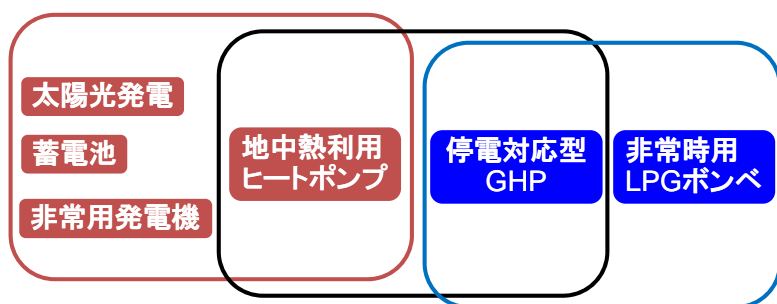 太陽光発電
蓄電池
非常用発電機
地中熱利用
ヒートポンプ
停電対応型
GHP
非常時用
LPGボンベ